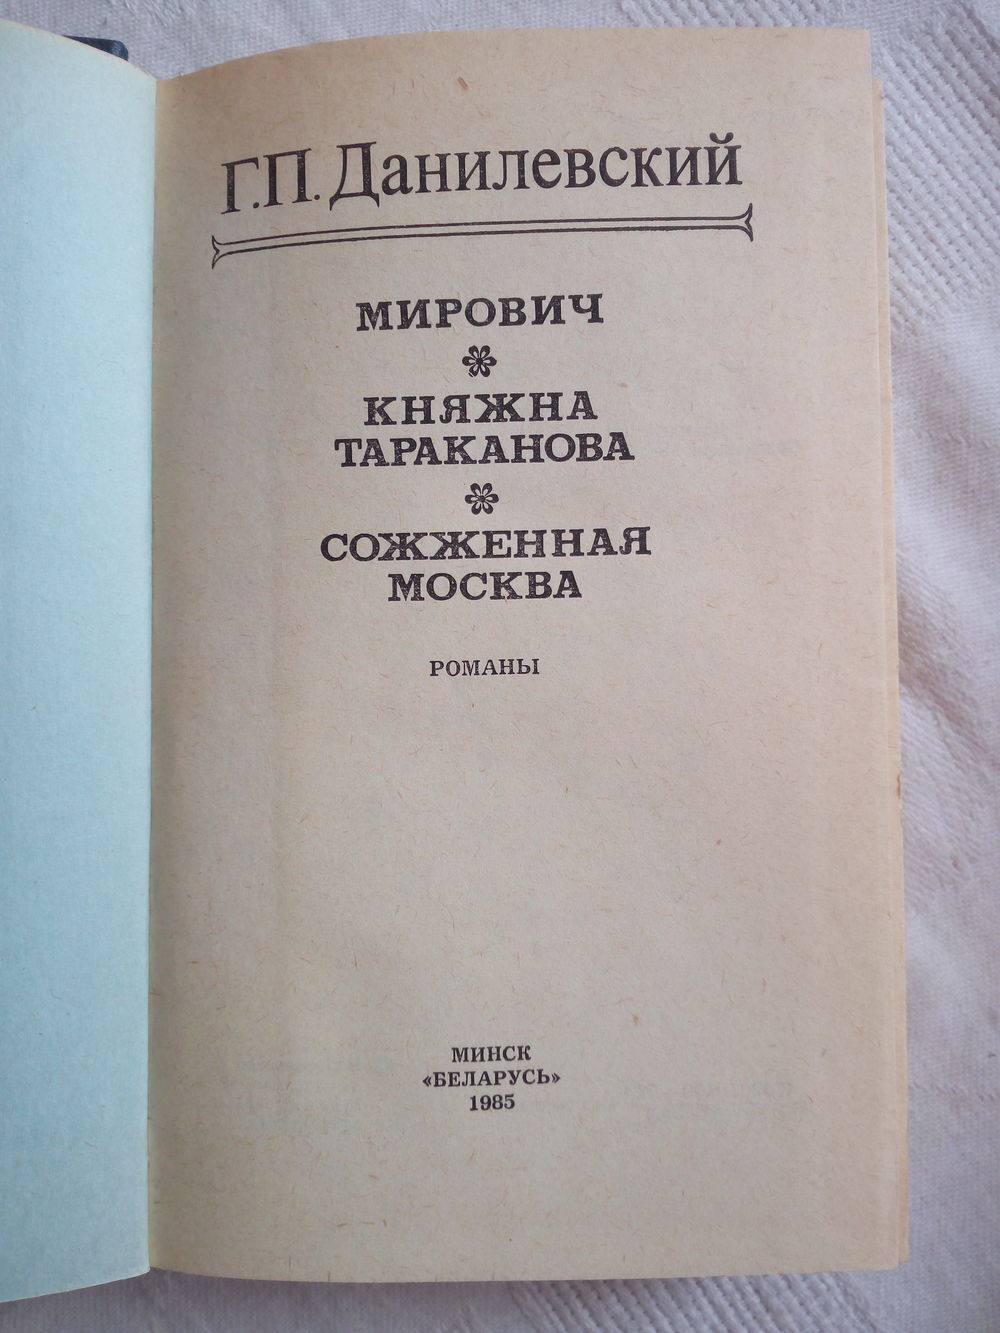 Г.П. Данилевский
МИРОВИЧ
КНЯЖНА
ТАРАКАНОВА
СОЖЖЕННАЯ
МОСКВА
РОМАНЫ
МИНСК
«БЕЛАРУСЬ»
1985